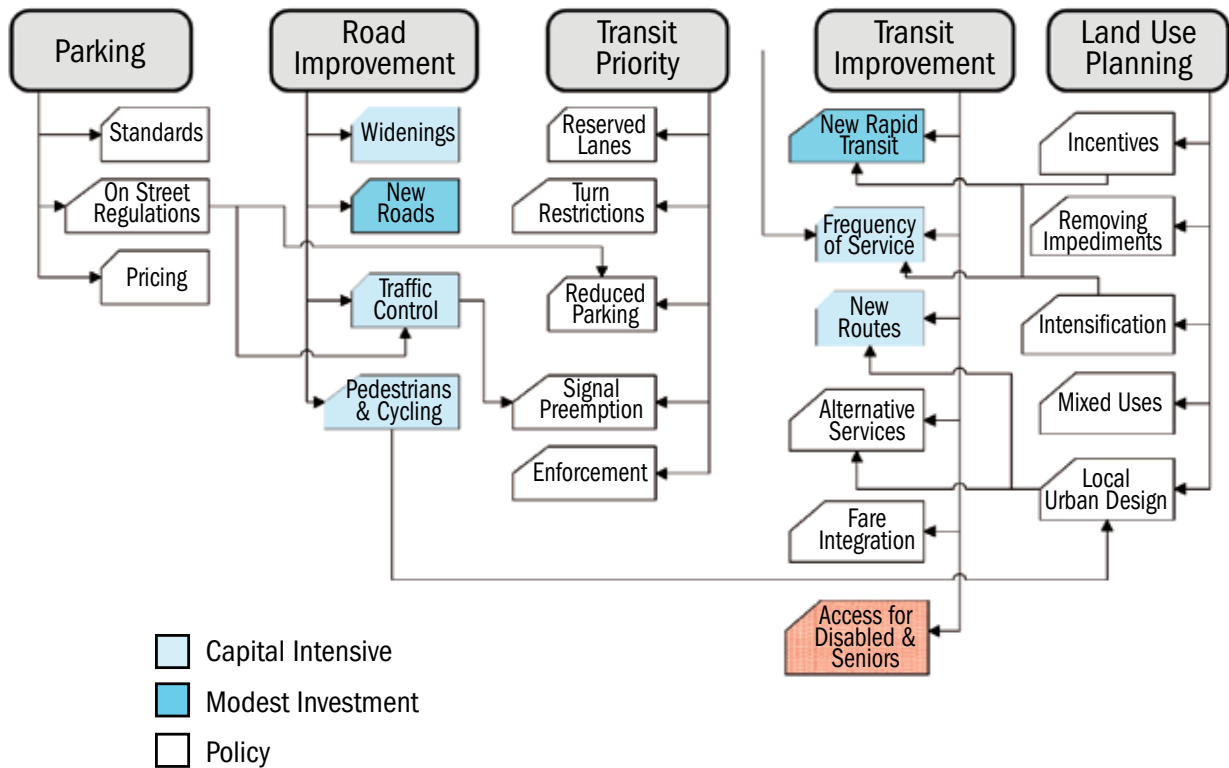 Parking
Road
Improvement
Transit
Priority
Transit
Improvement
Land Use
Planning
Standards
On Street
Regulations
Pricing
Widenings
New
Roads
Traffic
Control
Pedestrians
& Cycling
Reserved
Lanes
Turn
Restrictions
Reduced
Parking
Signal
Preemption
Enforcement
New Rapid
Transit
Frequency
of Service
New
Routes
Alternative
Services
Fare
Integration
Access for
Disabled &
Seniors
Incentives
Removing
Impediments
Intensification
Mixed Uses
Local
Urban Design
Capital Intensive
Modest Investment
Policy